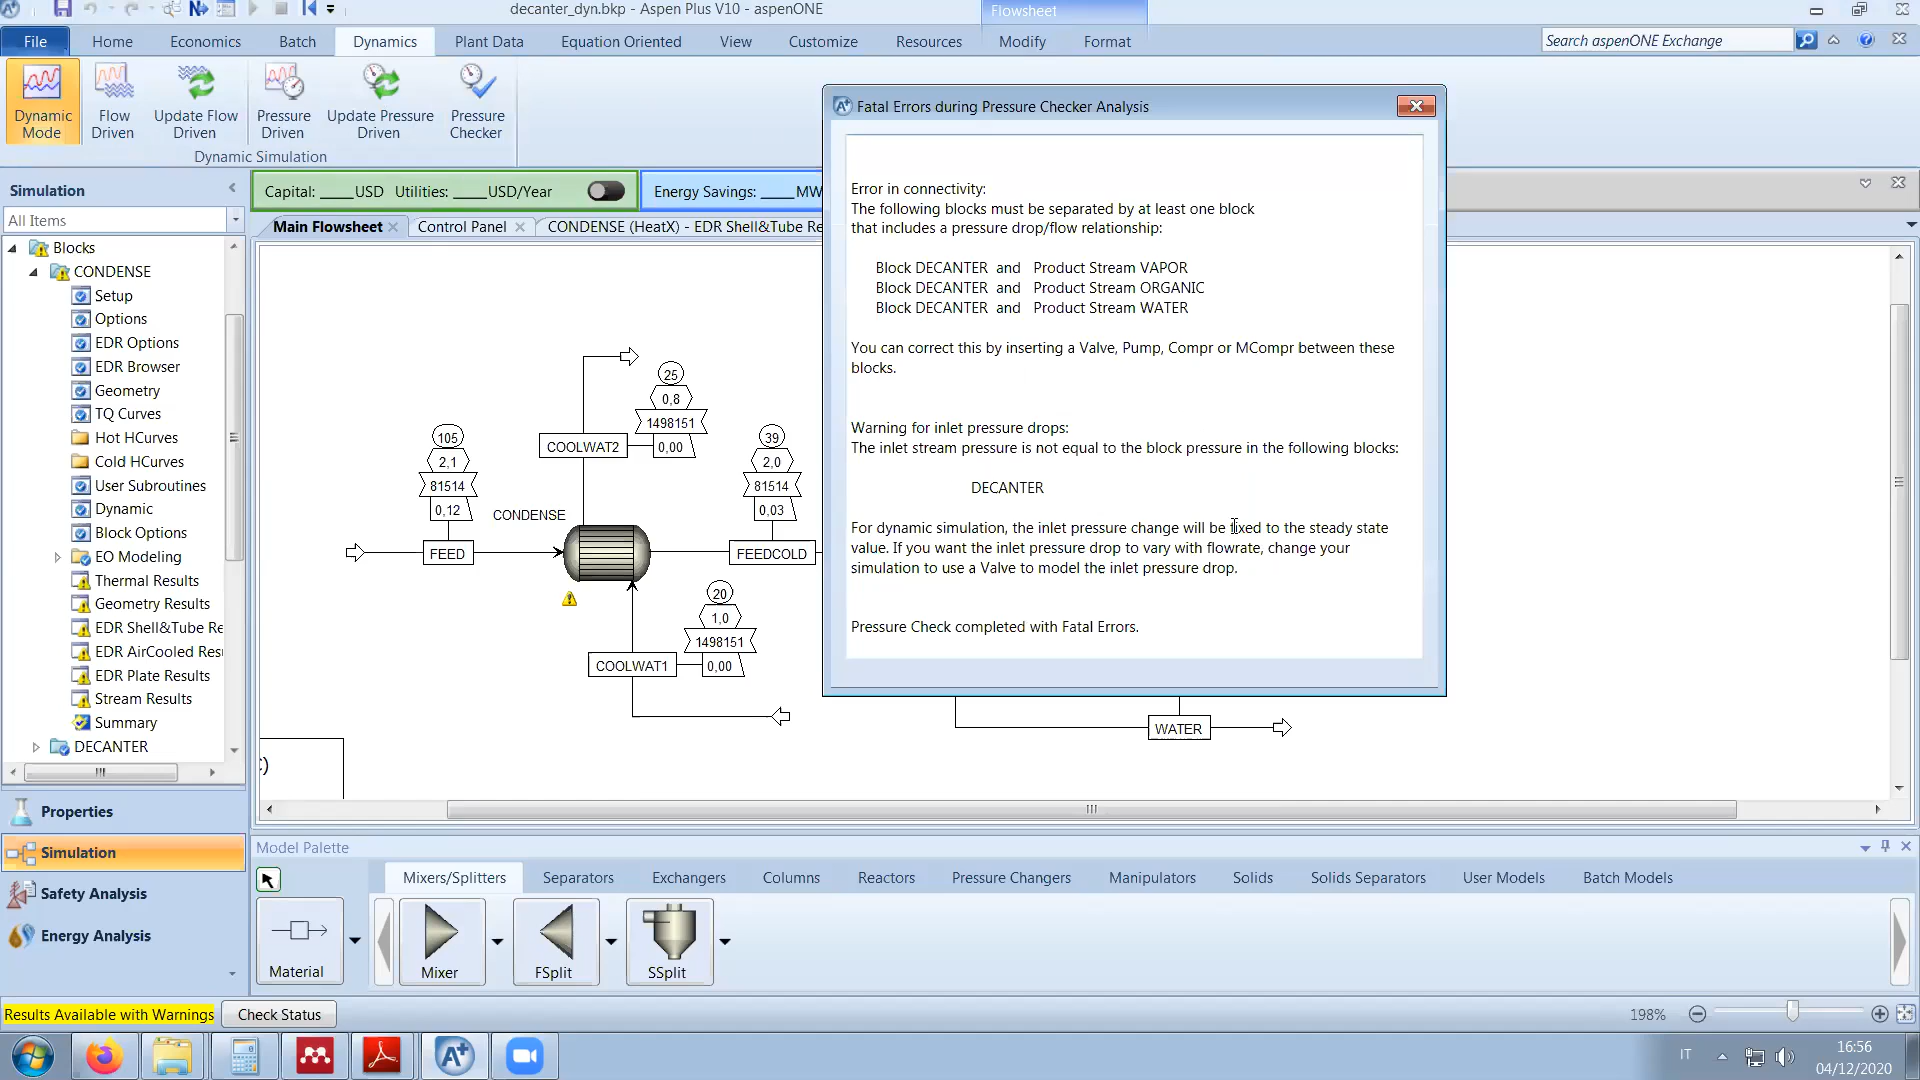 decanter_dyn.bkp - Aspen Plus V10 - aspenONE
Flowsheet
File
Home
Economics
Batch
Dynamics
Plant Data
Equation Oriented
View
Customize
Resources
Modify
Format
Search aspenONE Exchange
Dynamic
Mode
Flow
Driven
Update Flow
Driven
Pressure
Driven
Update Pressure
Driven
Pressure
Checker
Dynamic Simulation
Simulation
All Items
Blocks
CONDENSE
Setup
Options
EDR Options
EDR Browser
Geometry
TQ Curves
Hot HCurves
Cold HCurves
User Subroutines
Dynamic
Block Options
EO Modeling
Thermal Results
Geometry Results
EDR Shell&Tube Re
EDR AirCooled Resu
EDR Plate Results
Stream Results
Summary
DECANTER
Properties
Simulation
Safety Analysis
Energy Analysis
Capital: ____USD Utilities: ____USD/Year
Energy Savings: ____MW
Main Flowsheet
Control Panel
CONDENSE (HeatX) - EDR Shell&Tube Re
25
0,8
1498151
0,00
COOLWAT2
105
2,1
81514
0,12
FEED
CONDENSE
39
2,0
81514
0,03
FEEDCOLD
20
1,0
1498151
0,00
COOLWAT1
WATER
C)
Fatal Errors during Pressure Checker Analysis
Error in connectivity:
The following blocks must be separated by at least one block
that includes a pressure drop/flow relationship:
Block DECANTER and Product Stream VAPOR
Block DECANTER and Product Stream ORGANIC
Block DECANTER and Product Stream WATER
You can correct this by inserting a Valve, Pump, Compr or MCompr between these
blocks.
Warning for inlet pressure drops:
The inlet stream pressure is not equal to the block pressure in the following blocks:
DECANTER
For dynamic simulation, the inlet pressure change will be fixed to the steady state
value. If you want the inlet pressure drop to vary with flowrate, change your
simulation to use a Valve to model the inlet pressure drop.
Pressure Check completed with Fatal Errors.
Model Palette
Mixers/Splitters
Separators
Exchangers
Columns
Reactors
Pressure Changers
Manipulators
Solids
Solids Separators
User Models
Batch Models
Material
Mixer
FSplit
SSplit
Results Available with Warnings
Check Status
198%
IT
16:56
04/12/2020